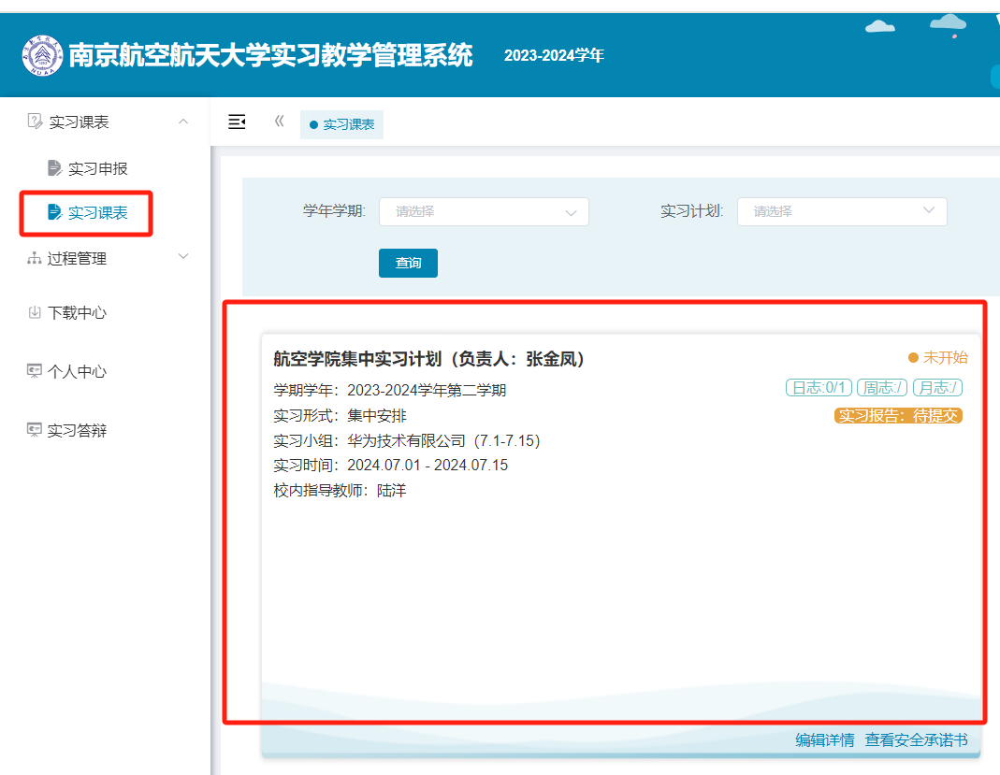 南京航空航天大学实习教学管理系统 2023-2024学年
实习课表
实习申报
实习课表
过程管理
下载中心
个人中心
实习答辩
实习课表
学年学期: 请选择 实习计划: 请选择
查询
航空学院集中实习计划（负责人：张金凤） 未开始
学期学年：2023-2024学年第二学期 日志:0/1 周志:/ 月志:/
实习形式：集中安排 实习报告：待提交
实习小组：华为技术有限公司（7.1-7.15）
实习时间：2024.07.01 - 2024.07.15
校内指导教师：陆洋
编辑详情 查看安全承诺书